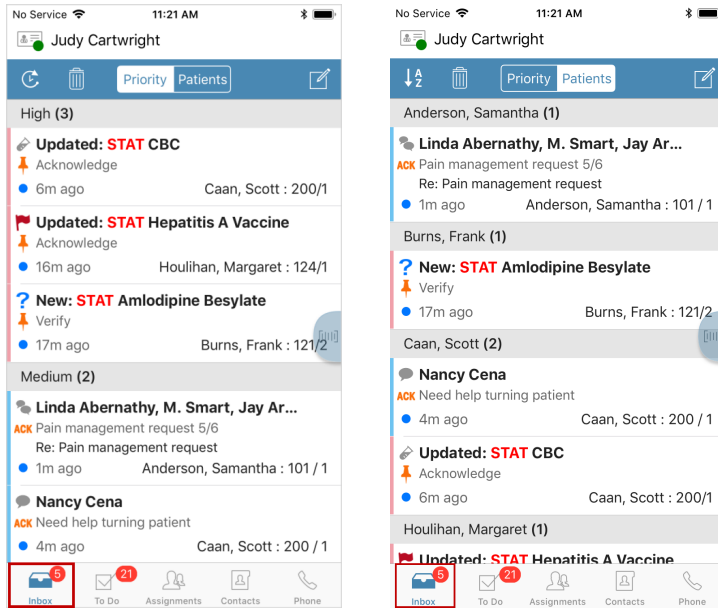 No Service 11:21 AM
Judy Cartwright
Priority Patients
High (3)
Updated: STAT CBC
Acknowledge
6m ago Caan, Scott : 200/1
Updated: STAT Hepatitis A Vaccine
Acknowledge
16m ago Houlihan, Margaret : 124/1
? New: STAT Amlodipine Besylate
Verify
17m ago Burns, Frank : 121/2
Medium (2)
Linda Abernathy, M. Smart, Jay Ar...
ACK Pain management request 5/6
Re: Pain management request
1m ago Anderson, Samantha : 101 / 1
Nancy Cena
ACK Need help turning patient
4m ago Caan, Scott : 200 / 1
5 21
Inbox To Do Assignments Contacts Phone
No Service 11:21 AM
Judy Cartwright
A
Z Priority Patients
Anderson, Samantha (1)
Linda Abernathy, M. Smart, Jay Ar...
ACK Pain management request 5/6
Re: Pain management request
1m ago Anderson, Samantha : 101 / 1
Burns, Frank (1)
? New: STAT Amlodipine Besylate
Verify
17m ago Burns, Frank : 121/2
Caan, Scott (2)
Nancy Cena
ACK Need help turning patient
4m ago Caan, Scott : 200 / 1
Updated: STAT CBC
Acknowledge
6m ago Caan, Scott : 200/1
Houlihan, Margaret (1)
Updated: STAT Hepatitis A Vaccine
5 21
Inbox To Do Assignments Contacts Phone